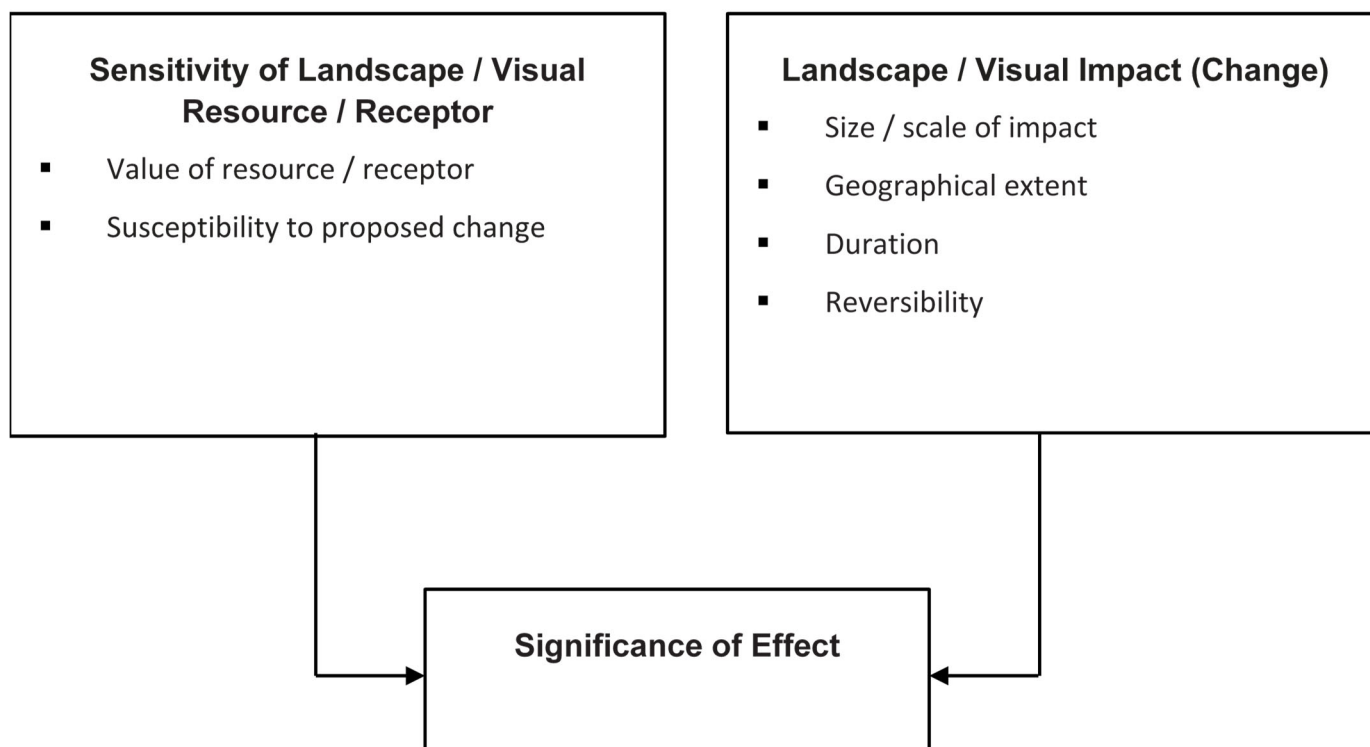 Sensitivity of Landscape / Visual
Resource / Receptor
▪ Value of resource / receptor
▪ Susceptibility to proposed change
Landscape / Visual Impact (Change)
▪ Size / scale of impact
▪ Geographical extent
▪ Duration
▪ Reversibility
Significance of Effect